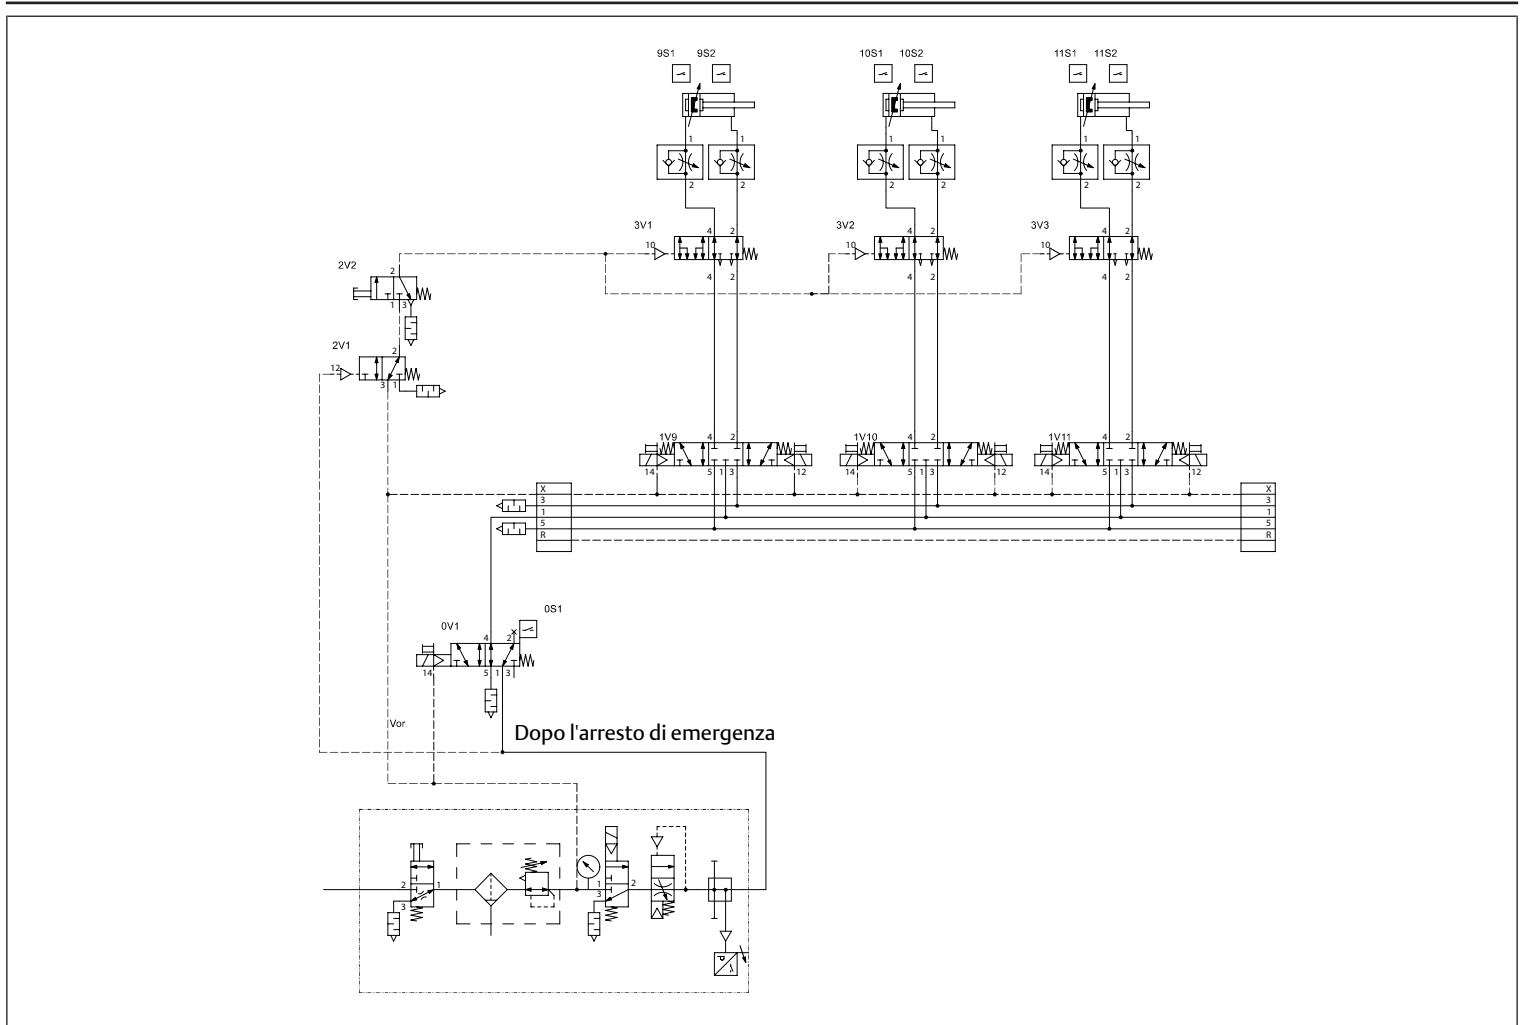 9S1 9S2 10S1 10S2 11S1 11S2
1 1 1 1 1 1
2 2 2 2 2 2
3V1 4 2 3V2 4 2 3V3 4 2
10 10 10
4 2 4 2 4 2
2V2 2
1 3
2V1 2
12
3 1
1V9 4 2 1V10 4 2 1V11 4 2
14 5 1 3 12 14 5 1 3 12 14 5 1 3 12
X X
3 3
1 1
5 5
R R
0S1
0V1 4 2
14 5 1 3
Vor
Dopo l'arresto di emergenza
2 1 1 2
3 3
P